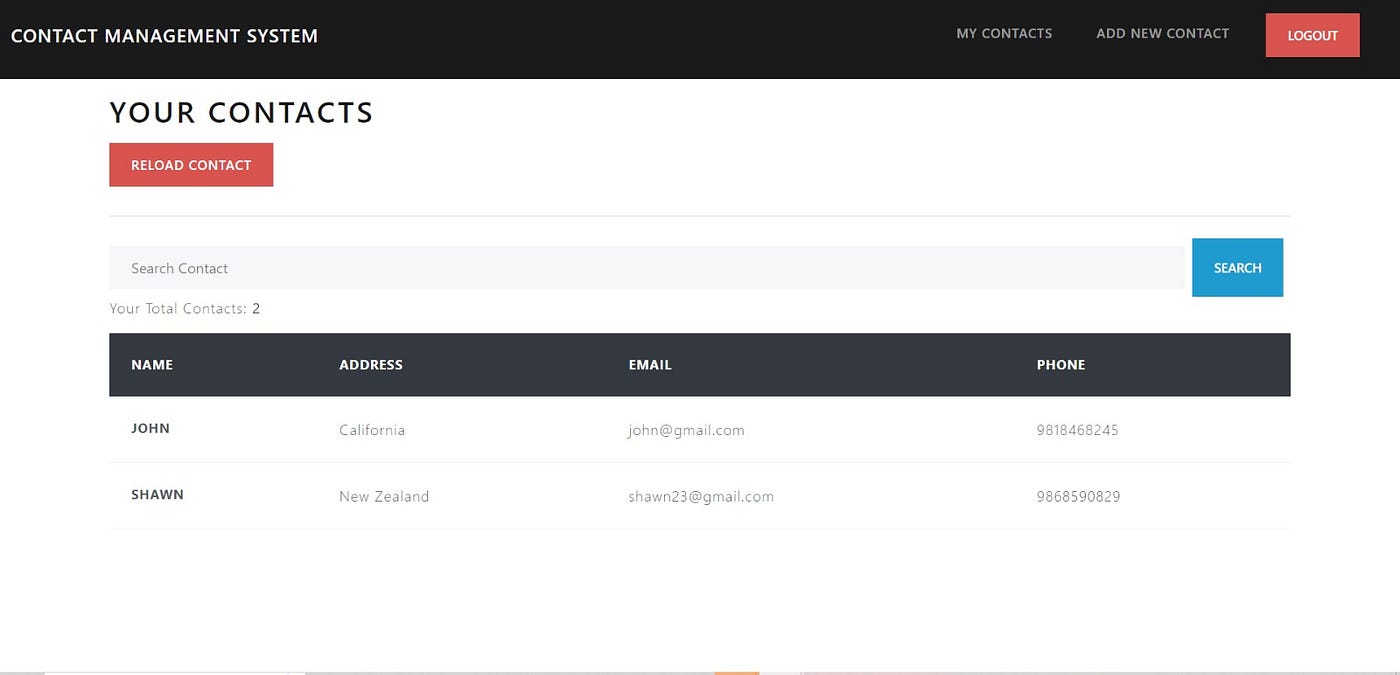 CONTACT MANAGEMENT SYSTEM MY CONTACTS ADD NEW CONTACT LOGOUT
YOUR CONTACTS
RELOAD CONTACT
Search Contact SEARCH
Your Total Contacts: 2
NAME ADDRESS EMAIL PHONE
JOHN California john@gmail.com 9818468245
SHAWN New Zealand shawn23@gmail.com 9868590829